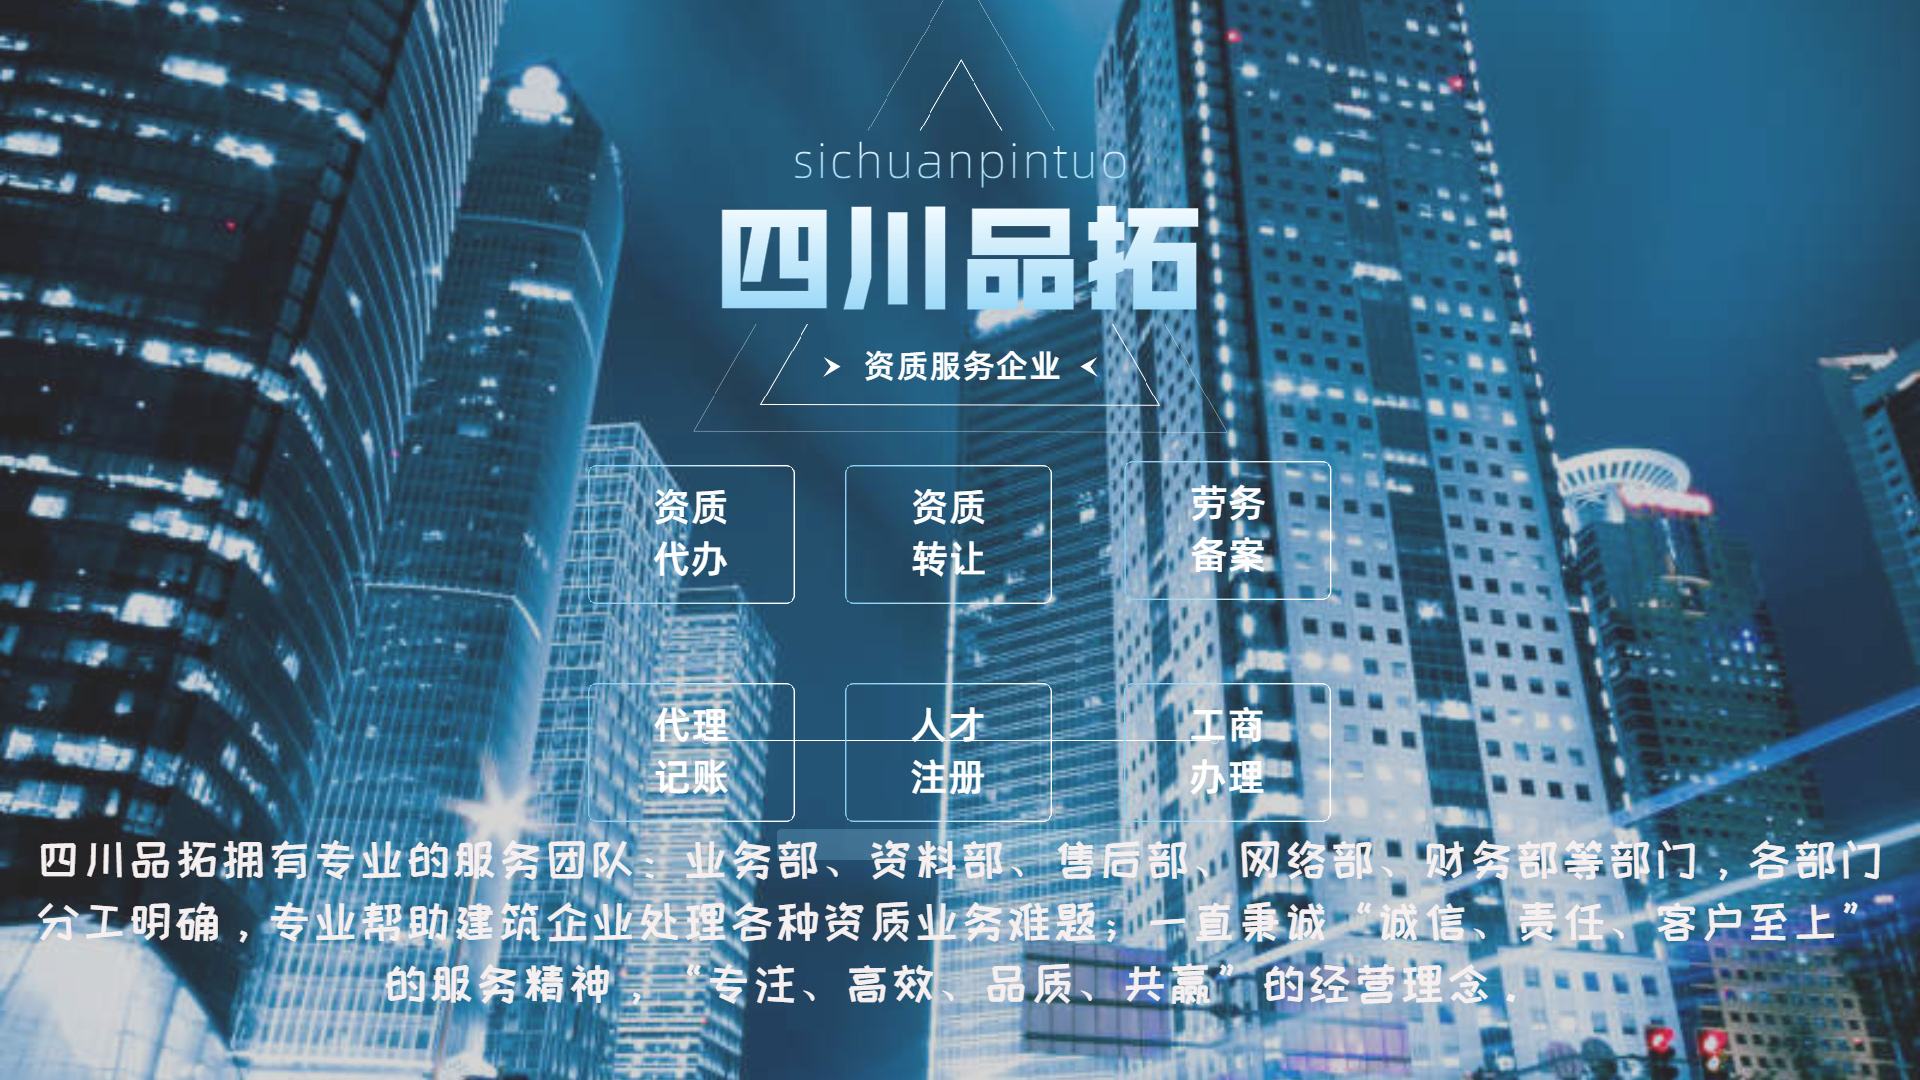 sichuanpintuo
四川品拓
资质服务企业
资质
代办
资质
转让
劳务
备案
代理
记账
人才
注册
工商
办理
四川品拓拥有专业的服务团队：业务部、资料部、售后部、网络部、财务部等部门，各部门
分工明确，专业帮助建筑企业处理各种资质业务难题；一直秉诚“诚信、责任、客户至上”
的服务精神，“专注、高效、品质、共赢”的经营理念。